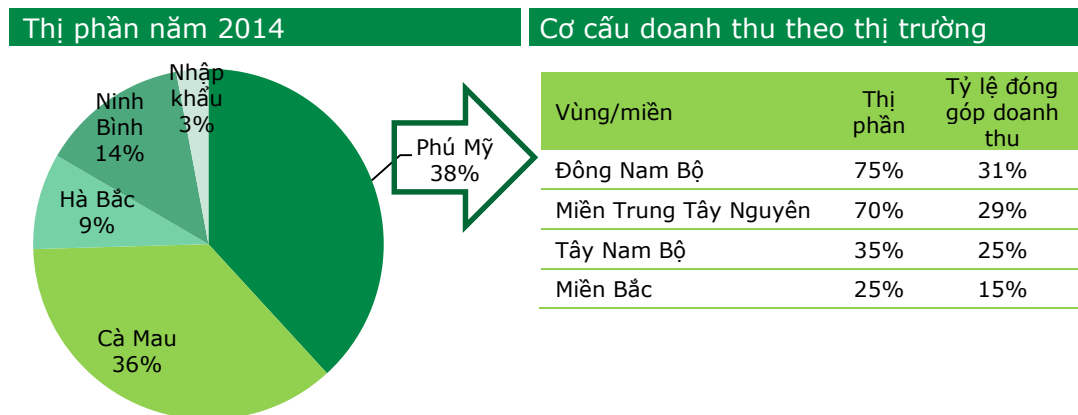 Thị phần năm 2014
Nhập
khẩu
3%
Ninh
Bình
14%
Hà Bắc
9%
Cà Mau
36%
Phú Mỹ
38%
Cơ cấu doanh thu theo thị trường
Vùng/miền Thị phần Tỷ lệ đóng góp doanh thu
Đông Nam Bộ 75% 31%
Miền Trung Tây Nguyên 70% 29%
Tây Nam Bộ 35% 25%
Miền Bắc 25% 15%